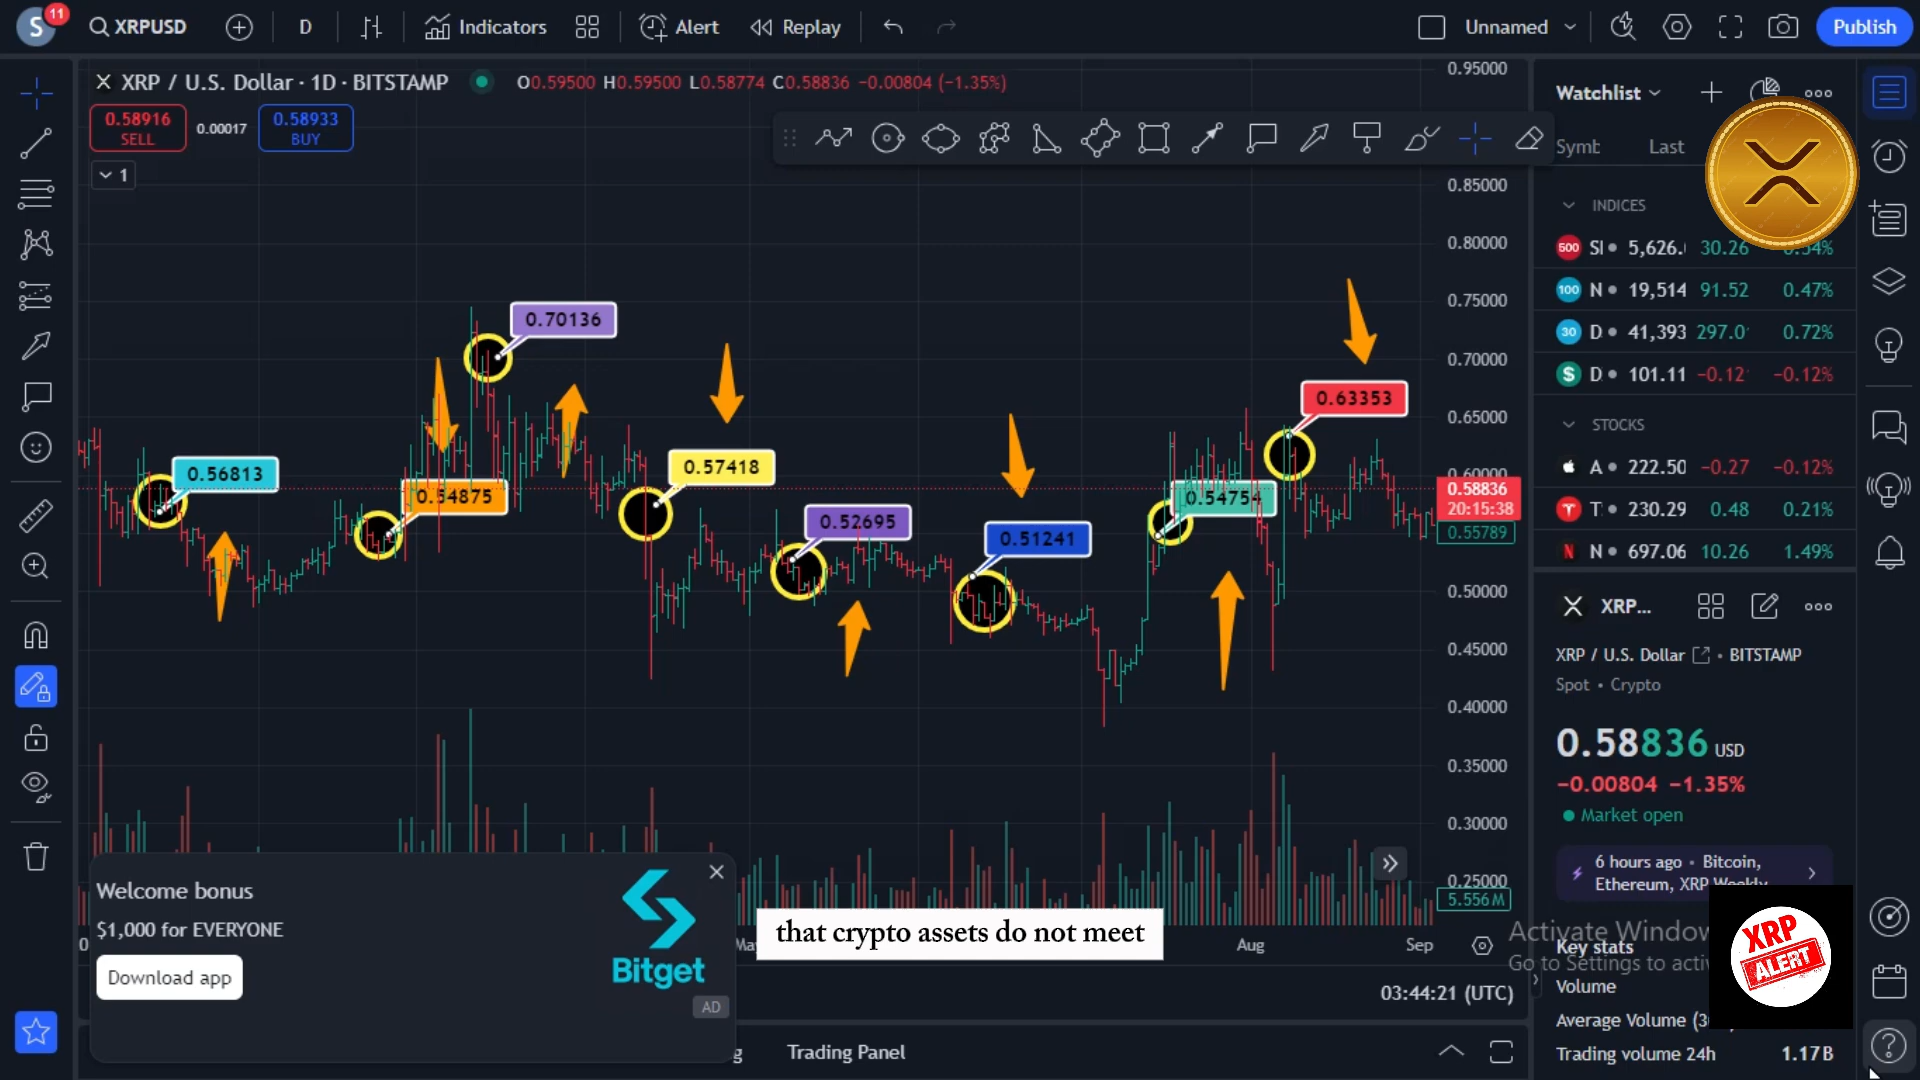 S
11
XRPUSD
D
Indicators
Alert
Replay
Unnamed
Publish
XRP / U.S. Dollar · 1D · BITSTAMP
O0.59500 H0.59500 L0.58774 C0.58836 −0.00804 (−1.35%)
0.58916
SELL
0.00017
0.58933
BUY
1
0.95000
0.85000
0.80000
0.75000
0.70000
0.65000
0.60000
0.58836
20:15:38
0.55789
0.50000
0.45000
0.40000
0.35000
0.30000
0.25000
5.556M
0.70136
0.56813
0.54875
0.57418
0.52695
0.51241
0.54754
0.63353
Aug
Sep
03:44:21 (UTC)
Welcome bonus
$1,000 for EVERYONE
Download app
Bitget
AD
that crypto assets do not meet
Trading Panel
Watchlist
Symb
Last
INDICES
500 5,626. 30.26
100 N 19,514 91.52 0.47%
30 D 41,393 297.0 0.72%
S D 101.11 −0.12 −0.12%
STOCKS
A 222.50 −0.27 −0.12%
T 230.29 0.48 0.21%
N N 697.06 10.26 1.49%
XRP...
XRP / U.S. Dollar · BITSTAMP
Spot · Crypto
0.58836 USD
−0.00804 −1.35%
Market open
6 hours ago · Bitcoin,
Ethereum, XRP Weekly
Activate Window
Go to Settings to activ
Key stats
Volume
Average Volume (3
Trading volume 24h 1.17B
XRP
ALERT